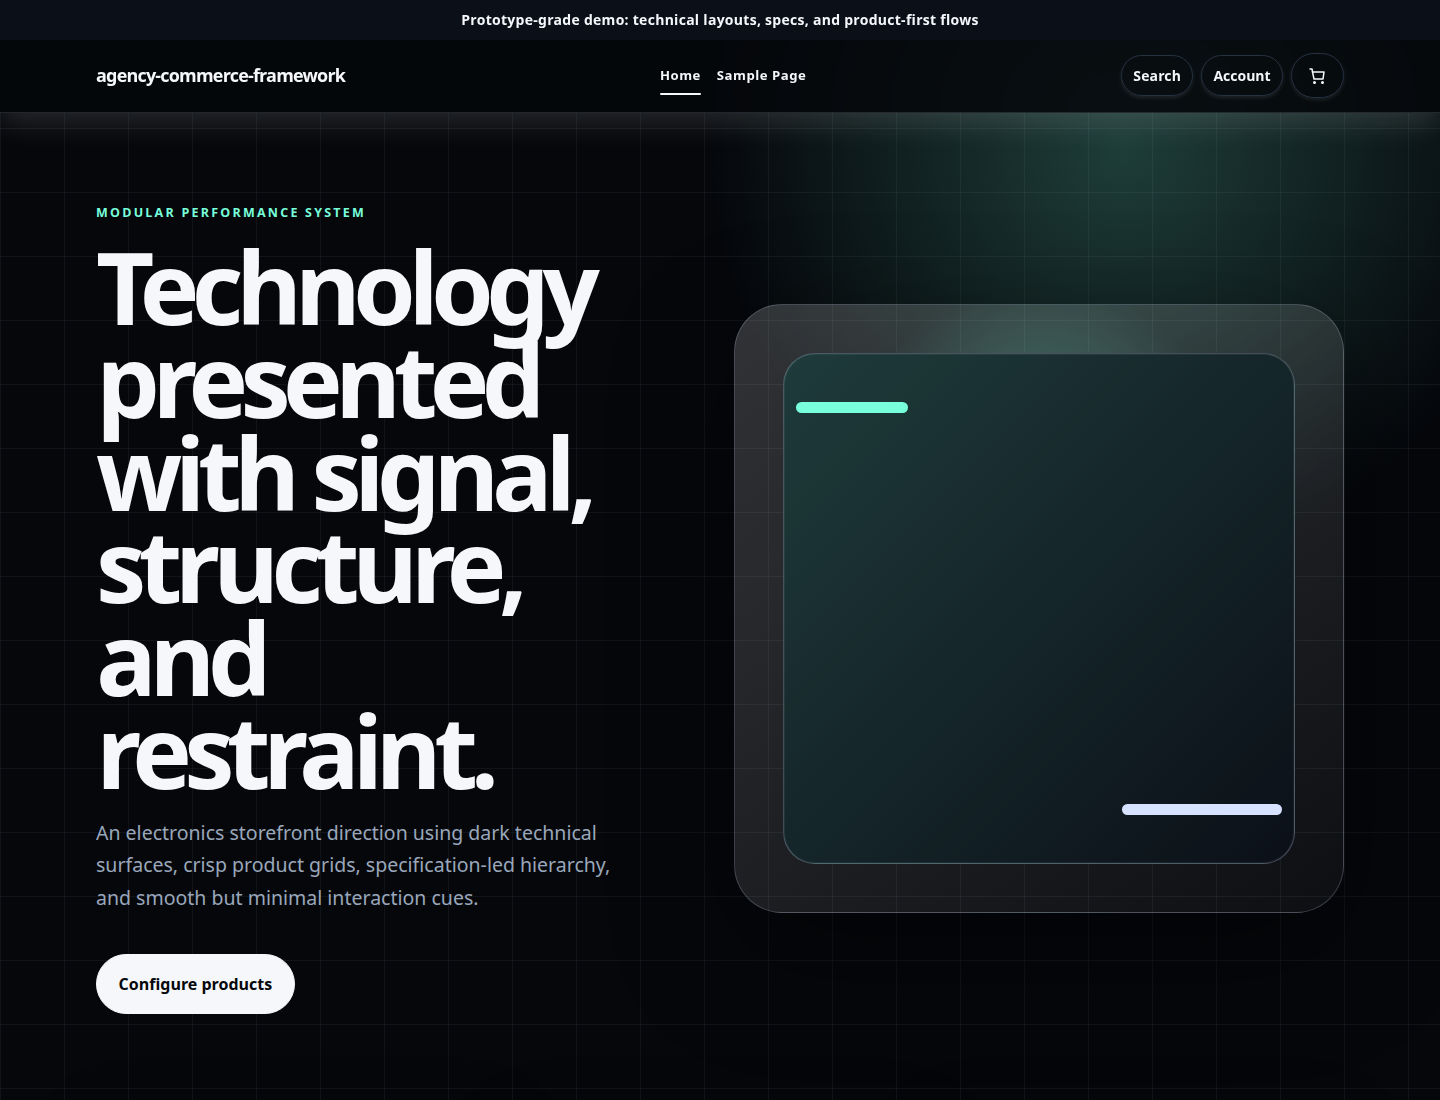 Prototype-grade demo: technical layouts, specs, and product-first flows
agency-commerce-framework
Home
Sample Page
Search
Account
MODULAR PERFORMANCE SYSTEM
Technology
presented
with signal,
structure,
and
restraint.
An electronics storefront direction using dark technical
surfaces, crisp product grids, specification-led hierarchy,
and smooth but minimal interaction cues.
Configure products